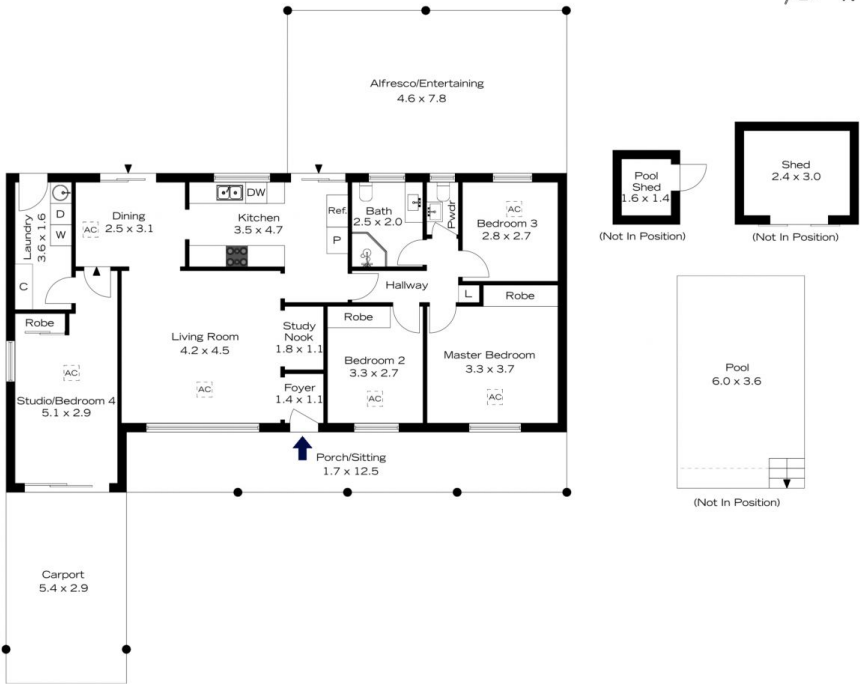 Alfresco/Entertaining
4.6 x 7.8
Laundry
3.6 x 1.6
D
W
C
Dining
2.5 x 3.1
AC
DW
Kitchen
3.5 x 4.7
Ref.
P
Bath
2.5 x 2.0
Pwdr
AC
Bedroom 3
2.8 x 2.7
Pool
Shed
1.6 x 1.4
(Not In Position)
Shed
2.4 x 3.0
(Not In Position)
Hallway
L
Robe
Robe
Robe
Living Room
4.2 x 4.5
AC
Study
Nook
1.8 x 1.1
Foyer
1.4 x 1.1
Bedroom 2
3.3 x 2.7
AC
Master Bedroom
3.3 x 3.7
AC
AC
Studio/Bedroom 4
5.1 x 2.9
Porch/Sitting
1.7 x 12.5
Pool
6.0 x 3.6
(Not In Position)
Carport
5.4 x 2.9